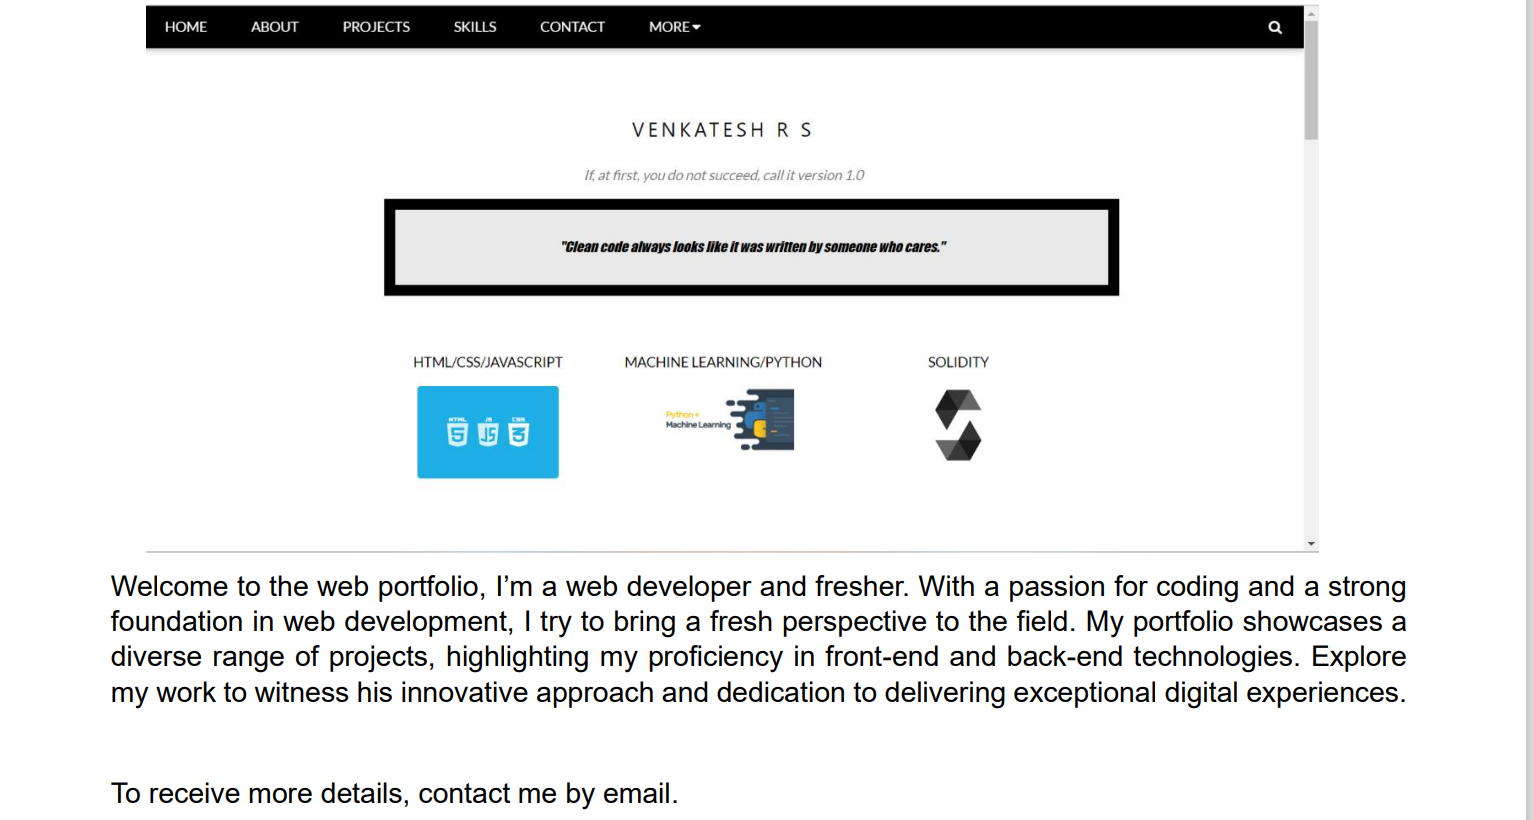 HOME ABOUT PROJECTS SKILLS CONTACT MORE
VENKATESH R S
If, at first, you do not succeed, call it version 1.0
"Clean code always looks like it was written by someone who cares."
HTML/CSS/JAVASCRIPT MACHINE LEARNING/PYTHON SOLIDITY
HTML JS CSS
5 JS 3
Python +
Machine Learning
Welcome to the web portfolio, I’m a web developer and fresher. With a passion for coding and a strong
foundation in web development, I try to bring a fresh perspective to the field. My portfolio showcases a
diverse range of projects, highlighting my proficiency in front-end and back-end technologies. Explore
my work to witness his innovative approach and dedication to delivering exceptional digital experiences.
To receive more details, contact me by email.